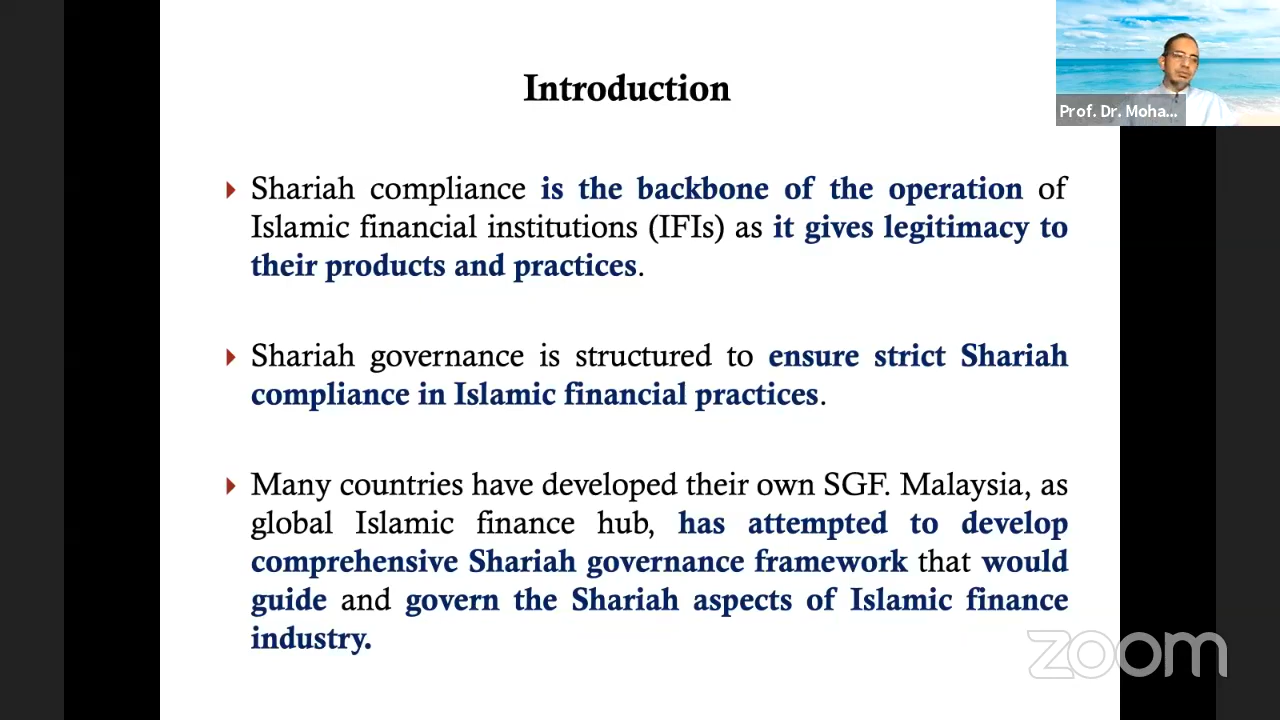 Introduction
Prof. Dr. Moha...
Shariah compliance is the backbone of the operation of
Islamic financial institutions (IFIs) as it gives legitimacy to
their products and practices.
Shariah governance is structured to ensure strict Shariah
compliance in Islamic financial practices.
Many countries have developed their own SGF. Malaysia, as
global Islamic finance hub, has attempted to develop
comprehensive Shariah governance framework that would
guide and govern the Shariah aspects of Islamic finance
industry.
zoom